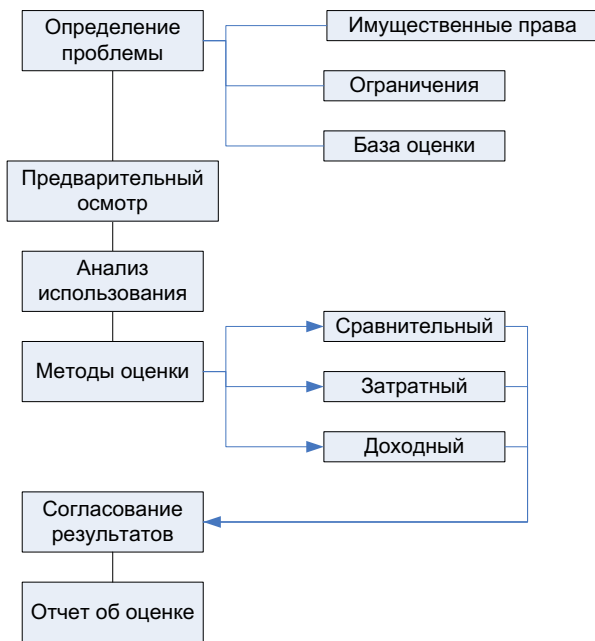 Определение
проблемы
Имущественные права
Ограничения
База оценки
Предварительный
осмотр
Анализ
использования
Методы оценки
Сравнительный
Затратный
Доходный
Согласование
результатов
Отчет об оценке